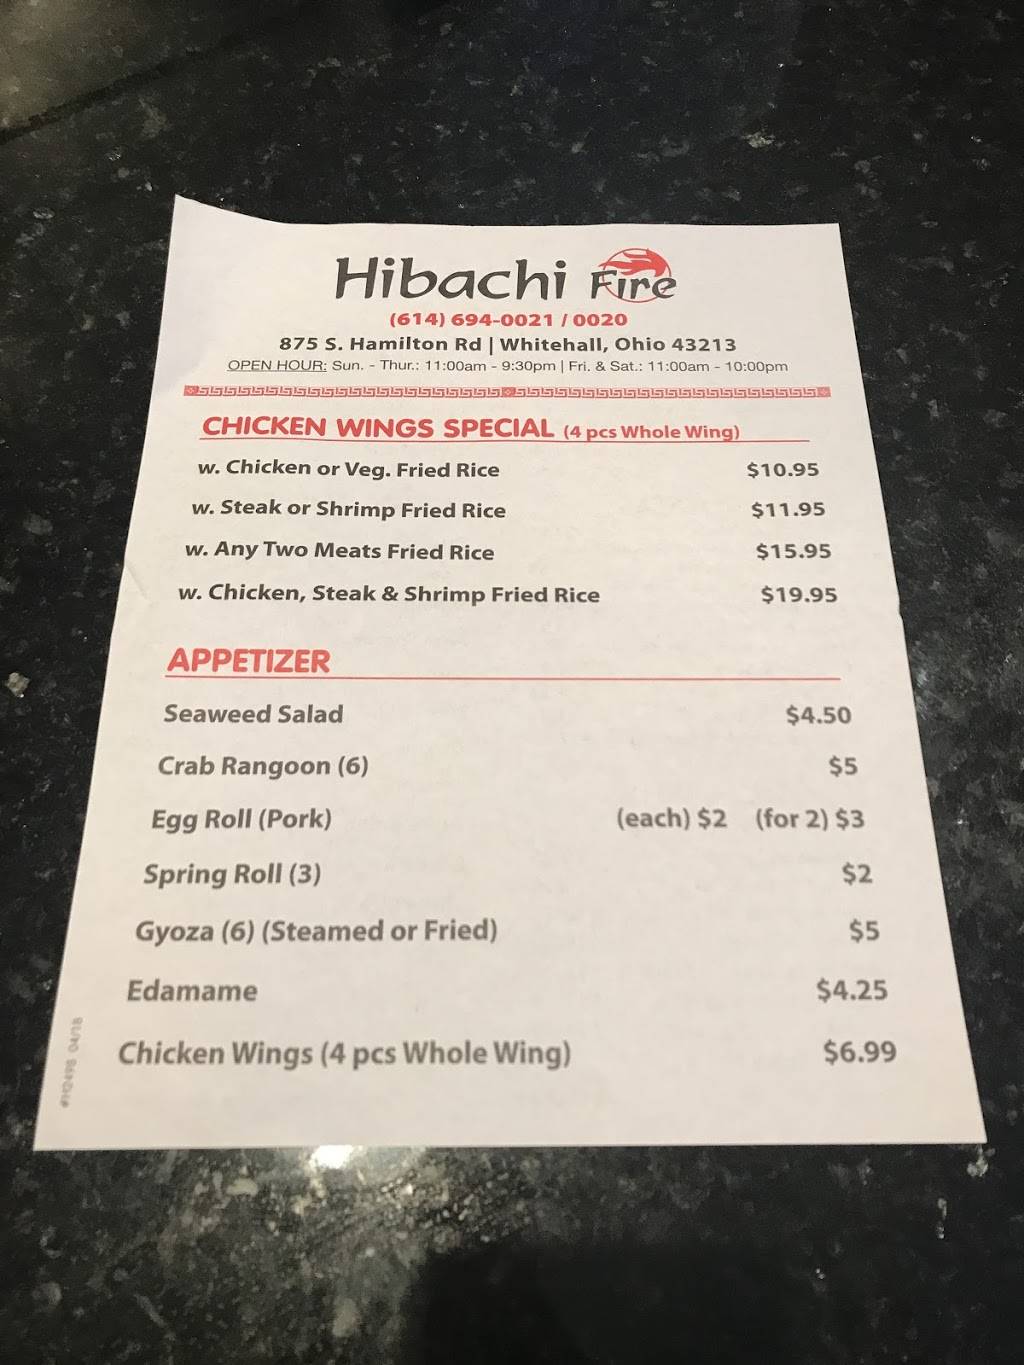 Hibachi Fire
(614) 694-0021 / 0020
875 S. Hamilton Rd | Whitehall, Ohio 43213
OPEN HOUR: Sun. - Thur.: 11:00am - 9:30pm | Fri. & Sat.: 11:00am - 10:00pm
CHICKEN WINGS SPECIAL (4 pcs Whole Wing)
w. Chicken or Veg. Fried Rice $10.95
w. Steak or Shrimp Fried Rice $11.95
w. Any Two Meats Fried Rice $15.95
w. Chicken, Steak & Shrimp Fried Rice $19.95
APPETIZER
Seaweed Salad $4.50
Crab Rangoon (6) $5
Egg Roll (Pork) (each) $2 (for 2) $3
Spring Roll (3) $2
Gyoza (6) (Steamed or Fried) $5
Edamame $4.25
Chicken Wings (4 pcs Whole Wing) $6.99
#H2498 04/18